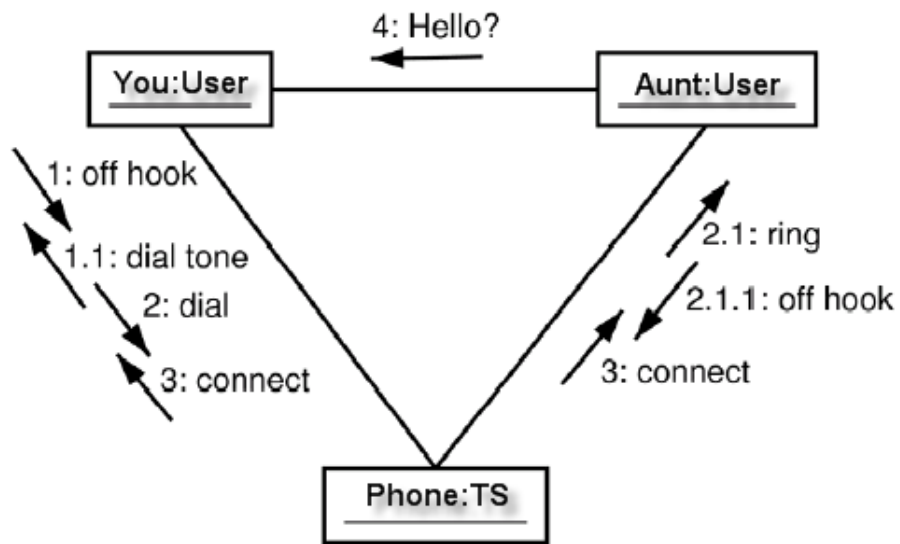 4: Hello?
You:User
Aunt:User
1: off hook
1.1: dial tone
2: dial
3: connect
2.1: ring
2.1.1: off hook
3: connect
Phone:TS